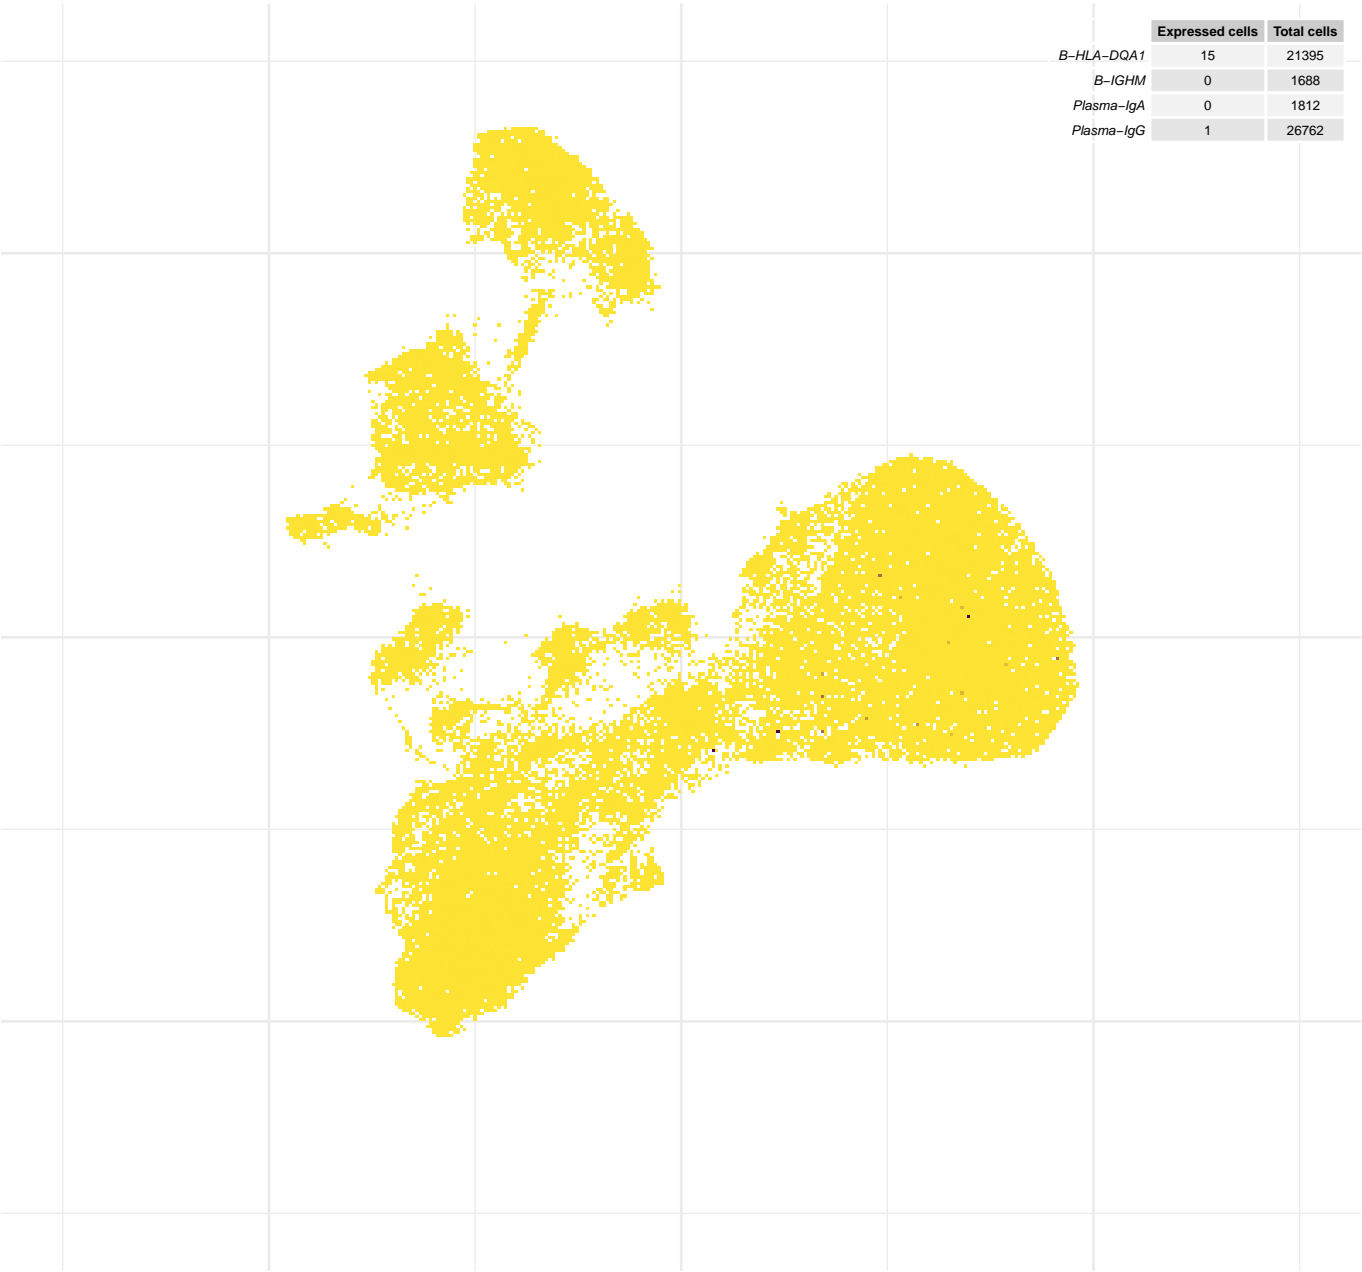 Expressed cells Total cells
B−HLA−DQA1 15 21395
B−IGHM 0 1688
Plasma−IgA 0 1812
Plasma−IgG 1 26762